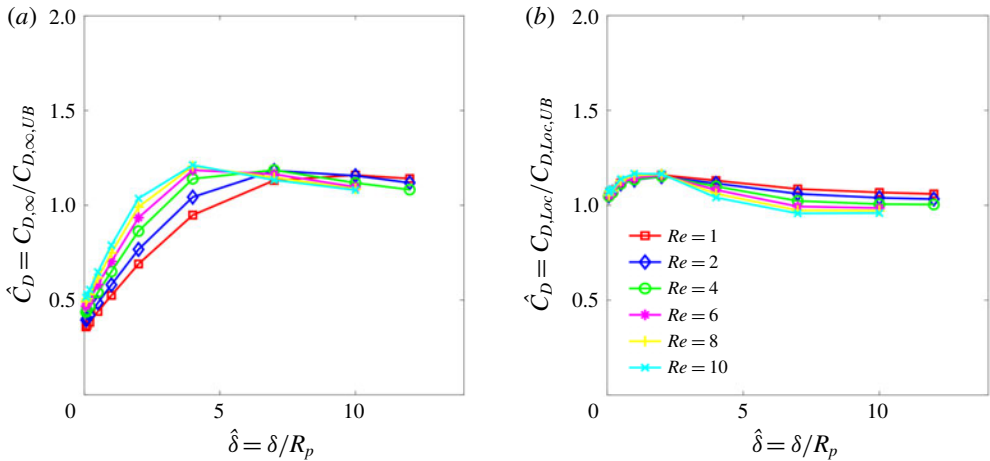 (a)
2.0
1.5
1.0
0.5
0
5
10
Ĉ_D = C_{D,∞}/C_{D,∞,UB}
δ̂ = δ/R_p
(b)
2.0
1.5
1.0
0.5
0
5
10
Ĉ_D = C_{D,Loc}/C_{D,Loc,UB}
δ̂ = δ/R_p
Re = 1
Re = 2
Re = 4
Re = 6
Re = 8
Re = 10